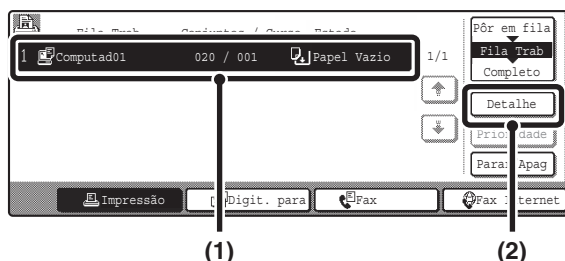 Fila Trab Conjuntos / Curso Estado
1 Computad01 020 / 001 Papel Vazio
1/1
Pôr em fila
Fila Trab
Completo
Detalhe
Prioridade
Parar Apag
Impressão
Digit. para
Fax
Fax Internet
(1)
(2)